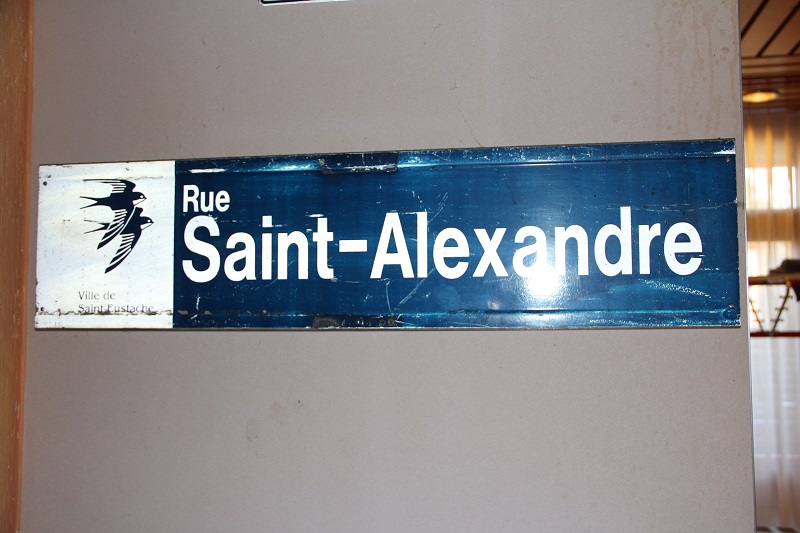 Rue
Saint-Alexandre
Ville de
Saint-Eustache